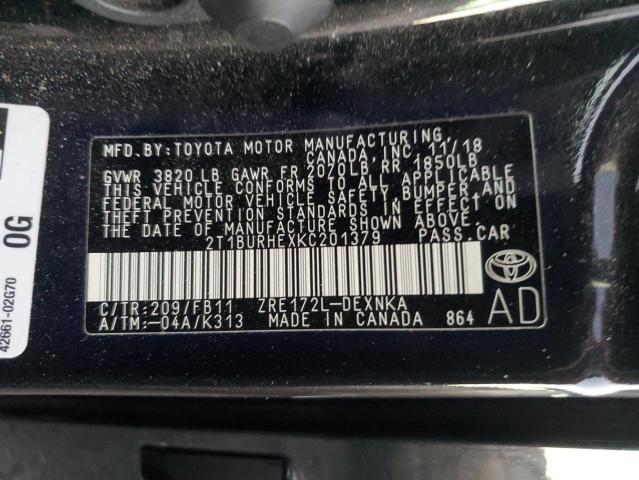 MFD.BY:TOYOTA MOTOR MANUFACTURING,
CANADA, INC. 11/18
GVWR 3820 LB GAWR FR 2070LB RR 1850LB
THIS VEHICLE CONFORMS TO ALL APPLICABLE
FEDERAL MOTOR VEHICLE SAFETY, BUMPER, AND
THEFT PREVENTION STANDARDS IN EFFECT ON
THE DATE OF MANUFACTURE SHOWN ABOVE.
2T1BURHEXKC201379 PASS.CAR
C/TR:209/FB11 ZRE172L-DEXNKA
A/TM:-04A/K313 MADE IN CANADA 864
AD
42661-02G70
0G